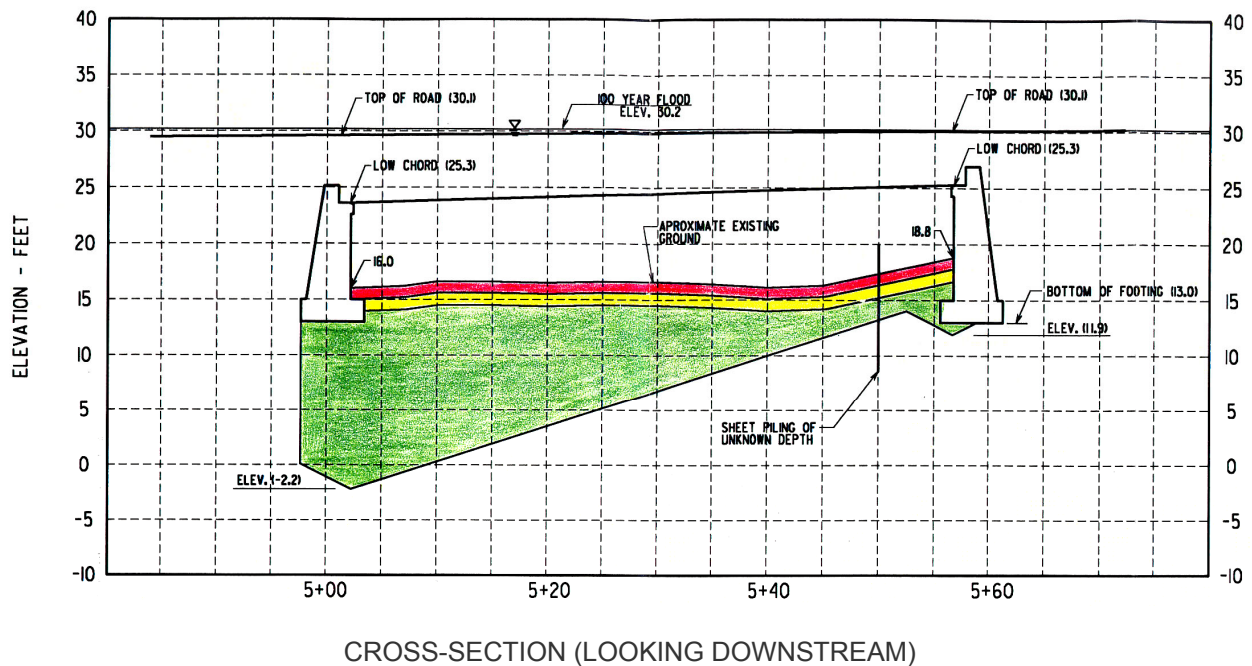 40
35
30
25
20
15
10
5
0
-5
-10
ELEVATION - FEET
TOP OF ROAD (30.1)
100 YEAR FLOOD
ELEV. 30.2
TOP OF ROAD (30.1)
LOW CHORD (25.3)
LOW CHORD (25.3)
APROXIMATE EXISTING
GROUND
16.0
18.8
BOTTOM OF FOOTING (13.0)
ELEV. (11.9)
SHEET PILING OF
UNKNOWN DEPTH
ELEV. (-2.2)
40
35
30
25
20
15
10
5
0
-5
-10
5+00
5+20
5+40
5+60
CROSS-SECTION (LOOKING DOWNSTREAM)